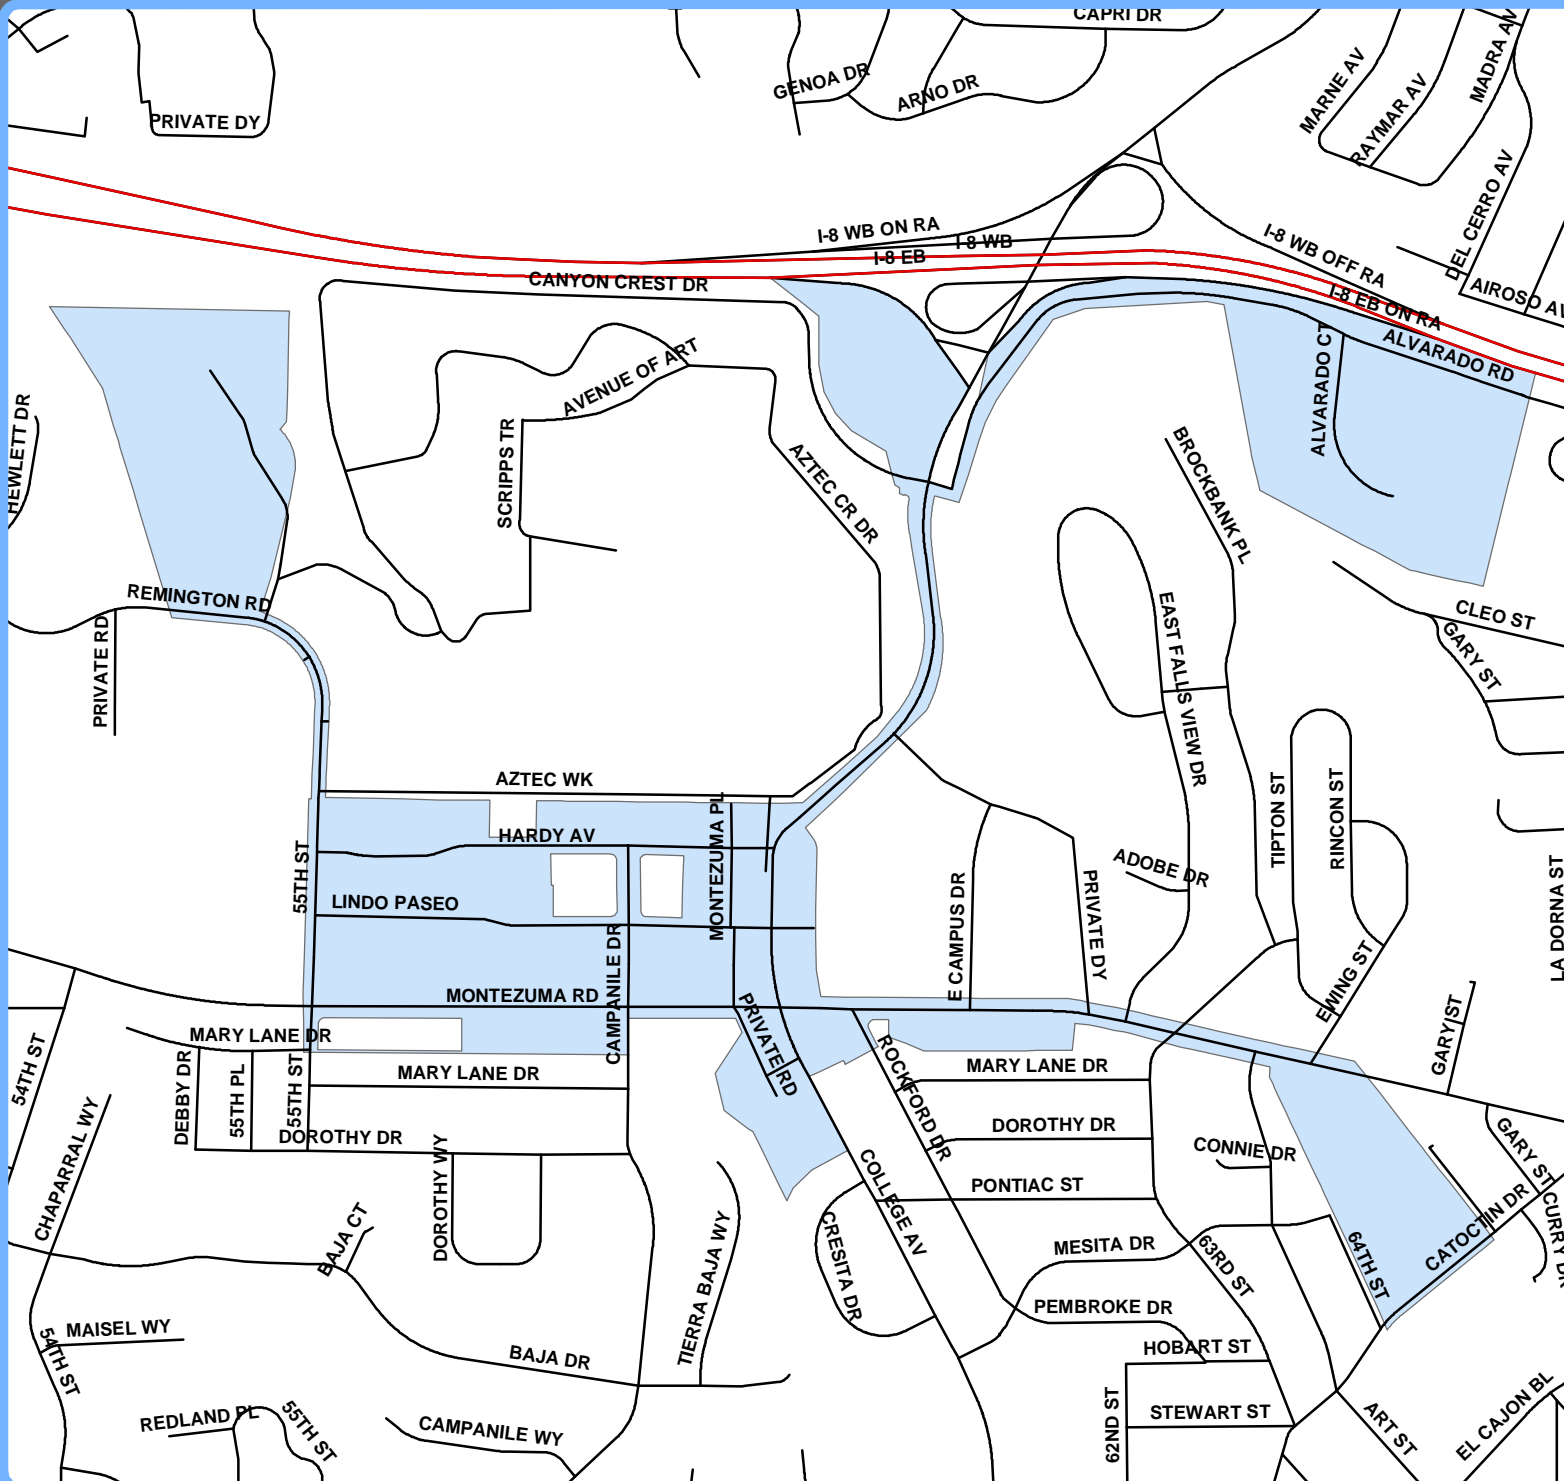 CAPRI DR
GENOA DR
ARNO DR
MARNE AV
RAYMAR AV
MADRA AV
PRIVATE DY
DEL CERRO AV
I-8 WB ON RA
I-8 WB
I-8 EB
I-8 WB OFF RA
I-8 EB ON RA
AIROSO AV
CANYON CREST DR
ALVARADO RD
ALVARADO CT
AVENUE OF ART
SCRIPPS TR
HEWLETT DR
AZTEC CR DR
BROCKBANK PL
REMINGTON RD
PRIVATE RD
EAST FALLS VIEW DR
CLEO ST
GARY ST
AZTEC WK
MONTEZUMA PL
HARDY AV
55TH ST
LINDO PASEO
TIPTON ST
RINCON ST
ADOBE DR
E CAMPUS DR
PRIVATE DY
LA DORNA ST
CAMPANILE DR
MONTEZUMA RD
EWING ST
PRIVATE RD
GARY ST
54TH ST
MARY LANE DR
DEBBY DR
55TH PL
55TH ST
MARY LANE DR
ROCKFORD DR
MARY LANE DR
CHAPARRAL WY
DOROTHY DR
DOROTHY WY
DOROTHY DR
CONNIE DR
GARY ST
COLLEGE AV
PONTIAC ST
CURRY DR
CATOCTIN DR
BAJA CT
TIERRA BAJA WY
CRESITA DR
MESITA DR
63RD ST
64TH ST
PEMBROKE DR
MAISEL WY
54TH ST
BAJA DR
HOBART ST
REDLAND PL
55TH ST
CAMPANILE WY
62ND ST
STEWART ST
ART ST
EL CAJON BL